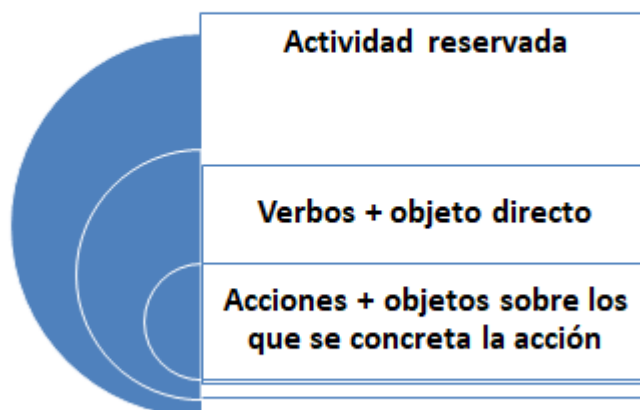 Actividad reservada
Verbos + objeto directo
Acciones + objetos sobre los
que se concreta la acción